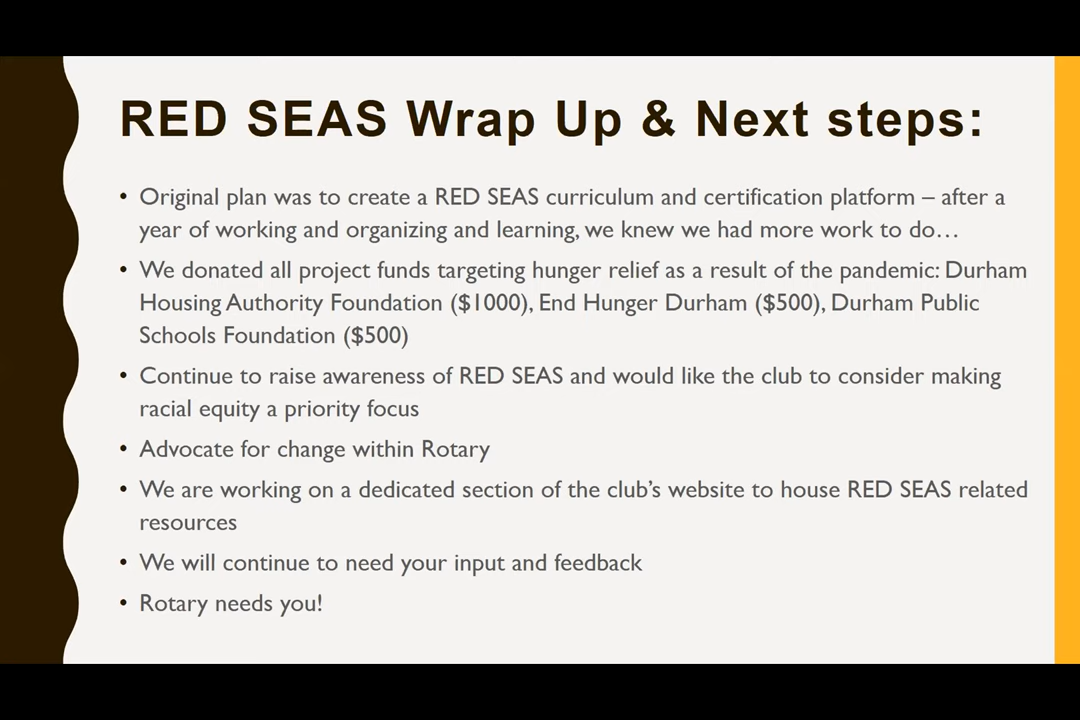 RED SEAS Wrap Up & Next steps:
• Original plan was to create a RED SEAS curriculum and certification platform – after a
year of working and organizing and learning, we knew we had more work to do…
• We donated all project funds targeting hunger relief as a result of the pandemic: Durham
Housing Authority Foundation ($1000), End Hunger Durham ($500), Durham Public
Schools Foundation ($500)
• Continue to raise awareness of RED SEAS and would like the club to consider making
racial equity a priority focus
• Advocate for change within Rotary
• We are working on a dedicated section of the club’s website to house RED SEAS related
resources
• We will continue to need your input and feedback
• Rotary needs you!